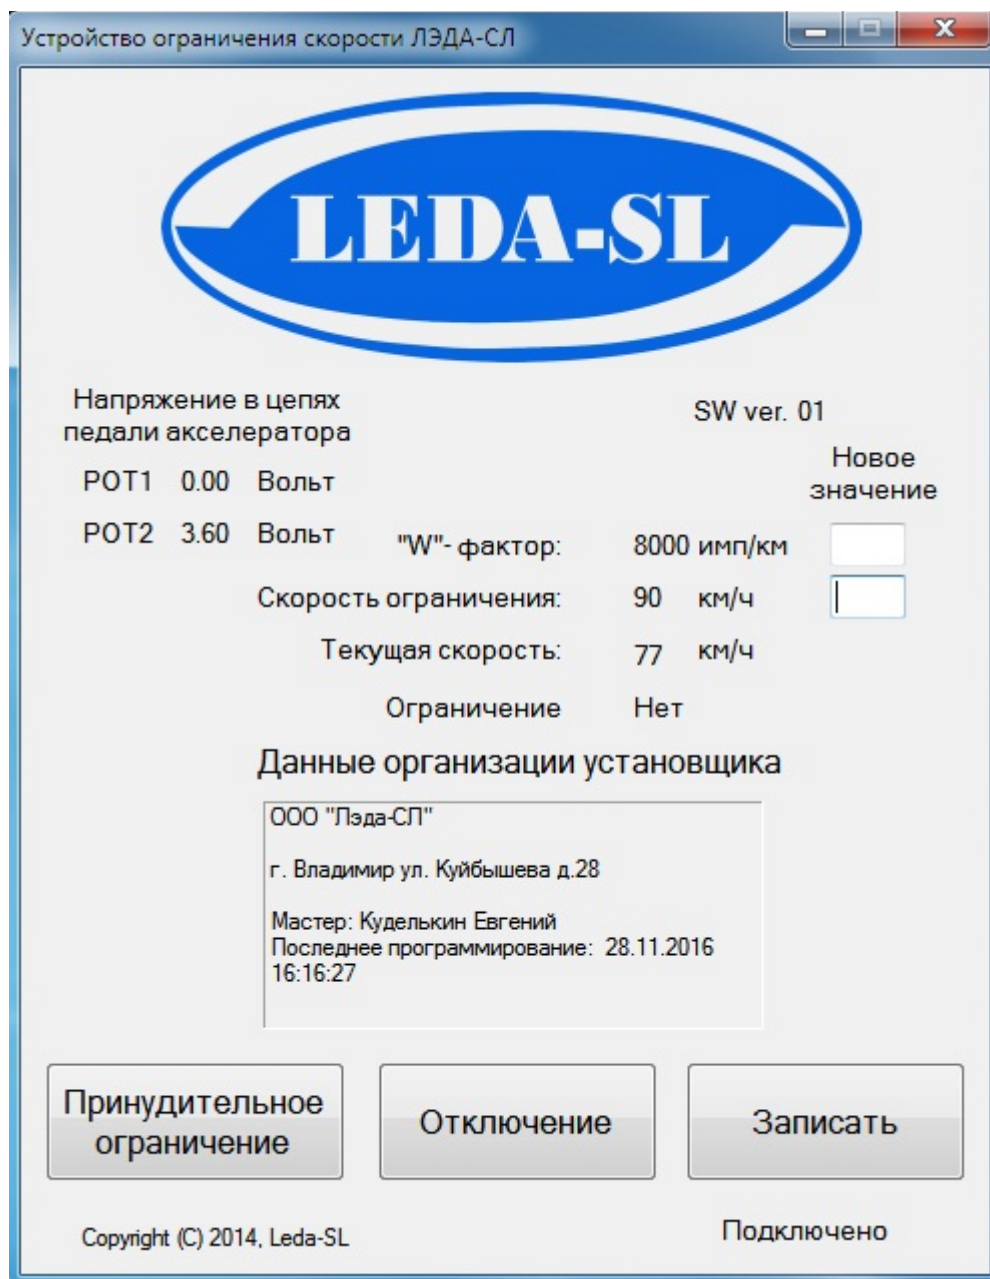 Устройство ограничения скорости ЛЭДА-СЛ
LEDA-SL
Напряжение в цепях
педали акселератора
SW ver. 01
Новое
значение
POT1 0.00 Вольт
POT2 3.60 Вольт
"W"- фактор: 8000 имп/км
Скорость ограничения: 90 км/ч
Текущая скорость: 77 км/ч
Ограничение Нет
Данные организации установщика
ООО "Лэда-СЛ"
г. Владимир ул. Куйбышева д.28
Мастер: Куделькин Евгений
Последнее программирование: 28.11.2016
16:16:27
Принудительное
ограничение
Отключение
Записать
Copyright (C) 2014, Leda-SL
Подключено